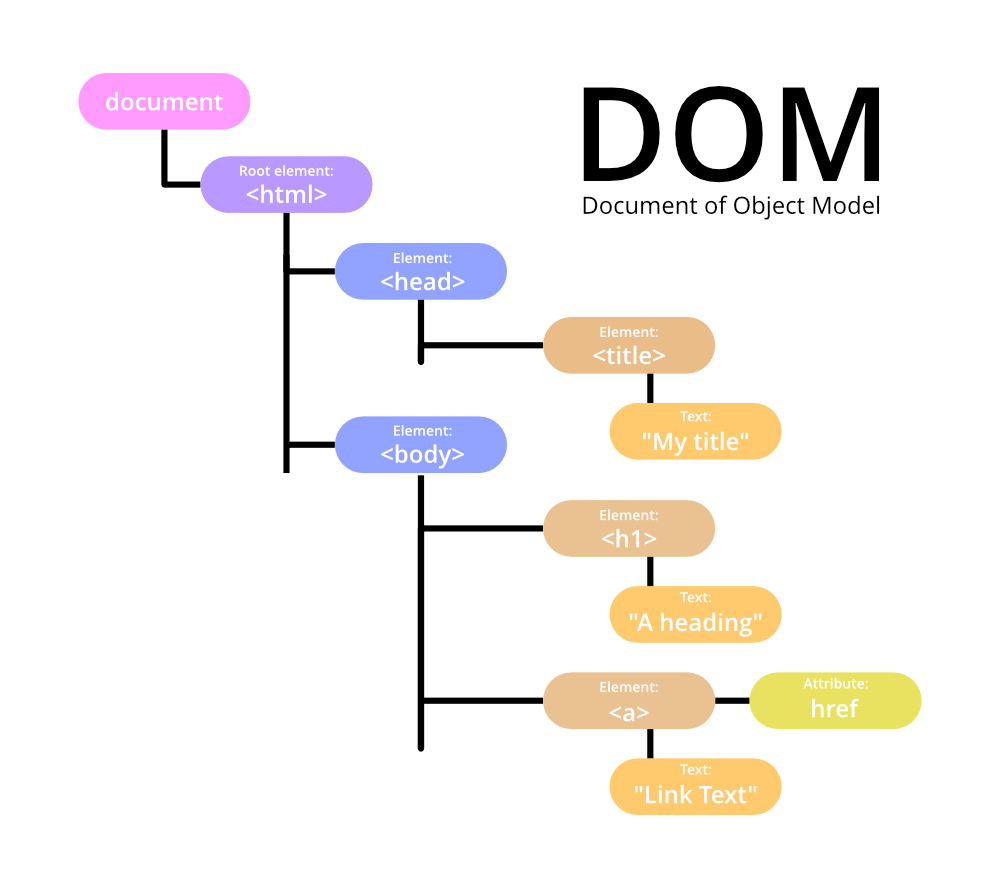 document
DOM
Document of Object Model
Root element:
<html>
Element:
<head>
Element:
<title>
Text:
"My title"
Element:
<body>
Element:
<h1>
Text:
"A heading"
Element:
<a>
Attribute:
href
Text:
"Link Text"